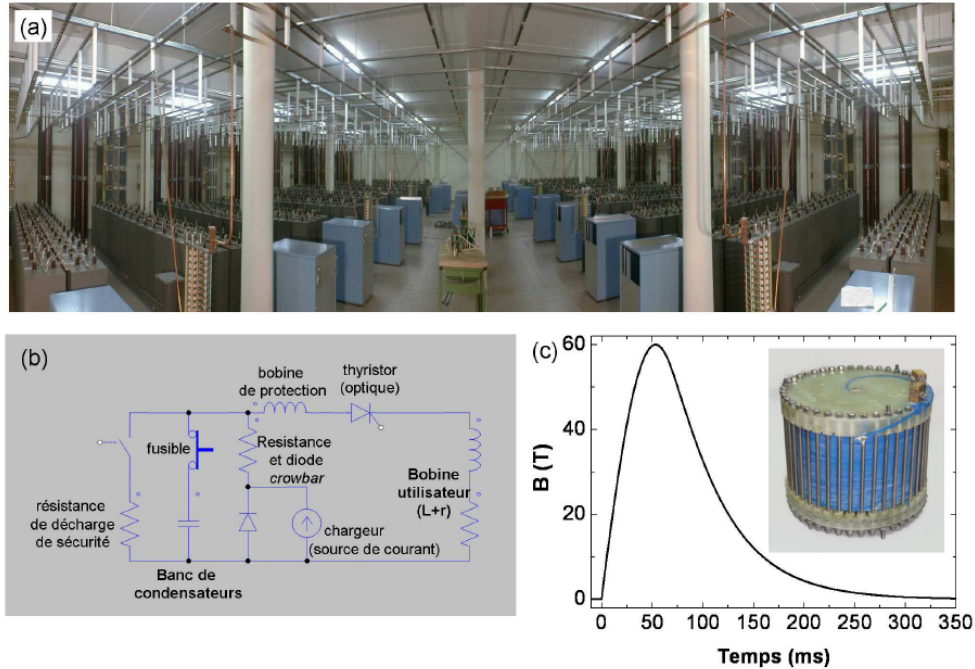 (a)
(b)
bobine
de protection
thyristor
(optique)
fusible
Resistance
et diode
crowbar
Bobine
utilisateur
(L+r)
résistance
de décharge
de sécurité
chargeur
(source de courant)
Banc de
condensateurs
(c)
60
40
20
0
B (T)
0 50 100 150 200 250 300 350
Temps (ms)